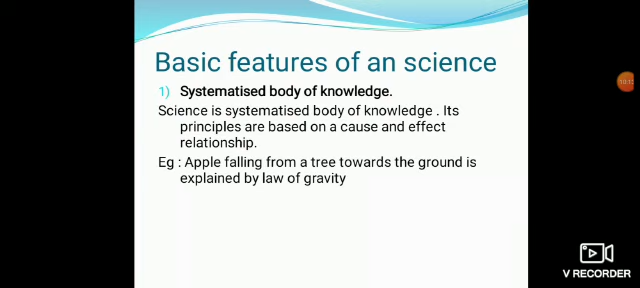 Basic features of an science
1) Systematised body of knowledge.
Science is systematised body of knowledge . Its
principles are based on a cause and effect
relationship.
Eg : Apple falling from a tree towards the ground is
explained by law of gravity
V RECORDER